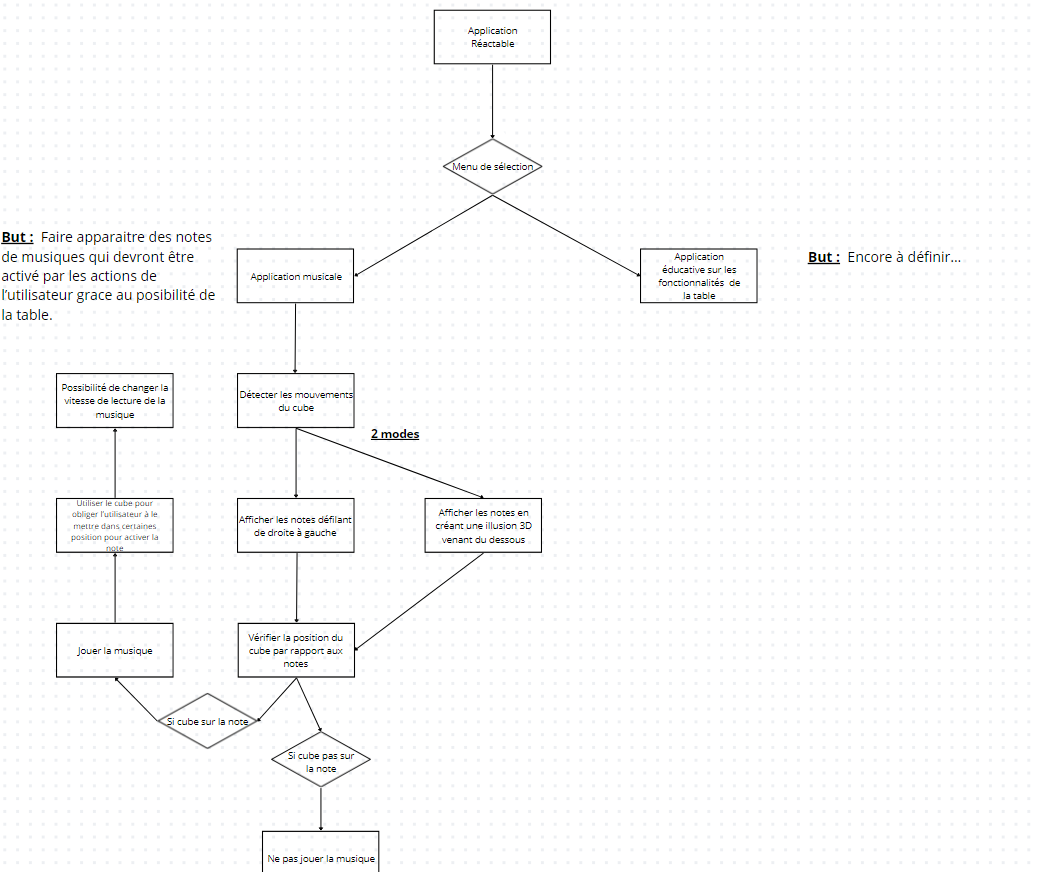 Application
Réactable
Menu de sélection
But :  Faire apparaitre des notes
de musiques qui devront être
activé par les actions de
l'utilisateur grace au posibilité de
la table.
Application musicale
Application
éducative sur les
fonctionnalités  de
la table
But :  Encore à définir...
Possibilité de changer la
vitesse de lecture de la
musique
Détecter les mouvements
du cube
2 modes
Utiliser le cube pour
obliger l'utilisateur à le
mettre dans certaines
position pour activer la
note
Afficher les notes défilant
de droite à gauche
Afficher les notes en
créant une illusion 3D
venant du dessous
Jouer la musique
Vérifier la position du
cube par rapport aux
notes
Si cube sur la note
Si cube pas sur
la note
Ne pas jouer la musique